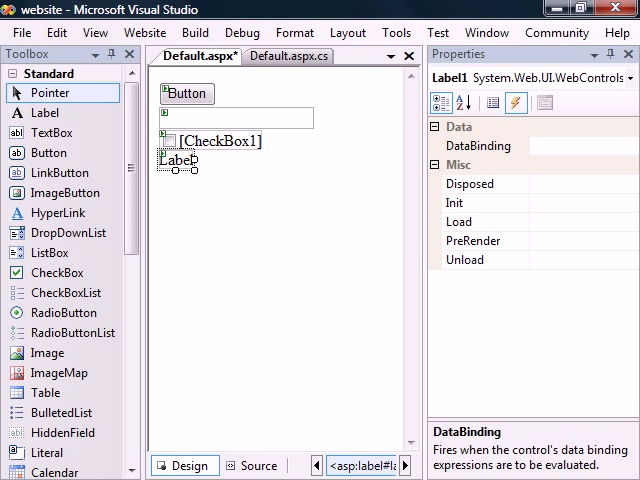 website - Microsoft Visual Studio
File Edit View Website Build Debug Format Layout Tools Test Window Community Help
Toolbox
Standard
Pointer
Label
TextBox
Button
LinkButton
ImageButton
HyperLink
DropDownList
ListBox
CheckBox
CheckBoxList
RadioButton
RadioButtonList
Image
ImageMap
Table
BulletedList
HiddenField
Literal
Calendar
Default.aspx* Default.aspx.cs
Button
[CheckBox1]
Label
Design Source <asp:label#la
Properties
Label1 System.Web.UI.WebControls
Data
DataBinding
Misc
Disposed
Init
Load
PreRender
Unload
DataBinding
Fires when the control's data binding
expressions are to be evaluated.